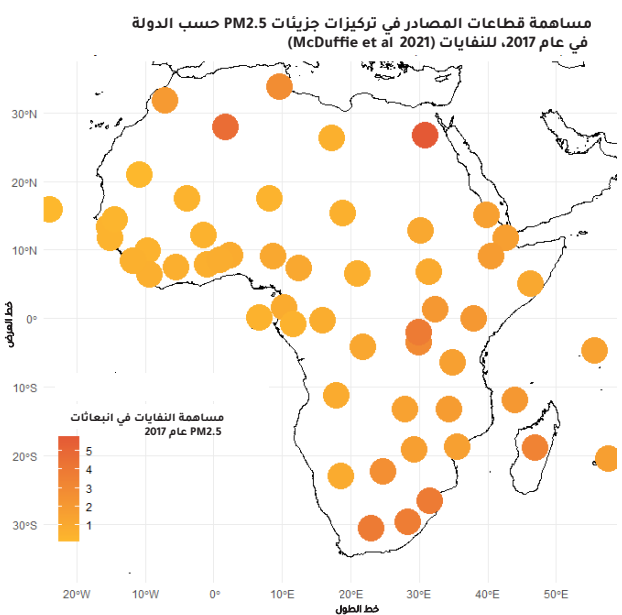 مساهمة قطاعات المصادر في تركيزات جزيئات PM2.5 حسب الدولة
في عام 2017، للنفايات (McDuffie et al 2021)
30°N
20°N
10°N
0°
10°S
20°S
30°S
خط العرض
مساهمة النفايات في انبعاثات
PM2.5 عام 2017
5
4
3
2
1
20°W 10°W 0° 10°E 20°E 30°E 40°E 50°E
خط الطول